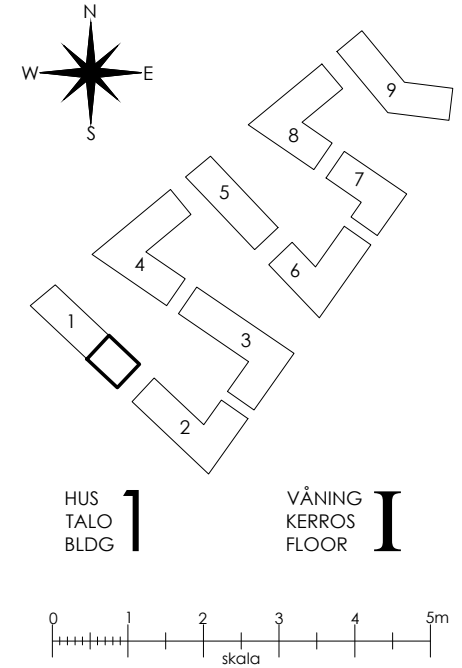 N
W E
S
9
8
7
5
6
4
3
1
2
HUS
TALO
BLDG
1
VÅNING
KERROS
FLOOR
I
0 1 2 3 4 5m
skala